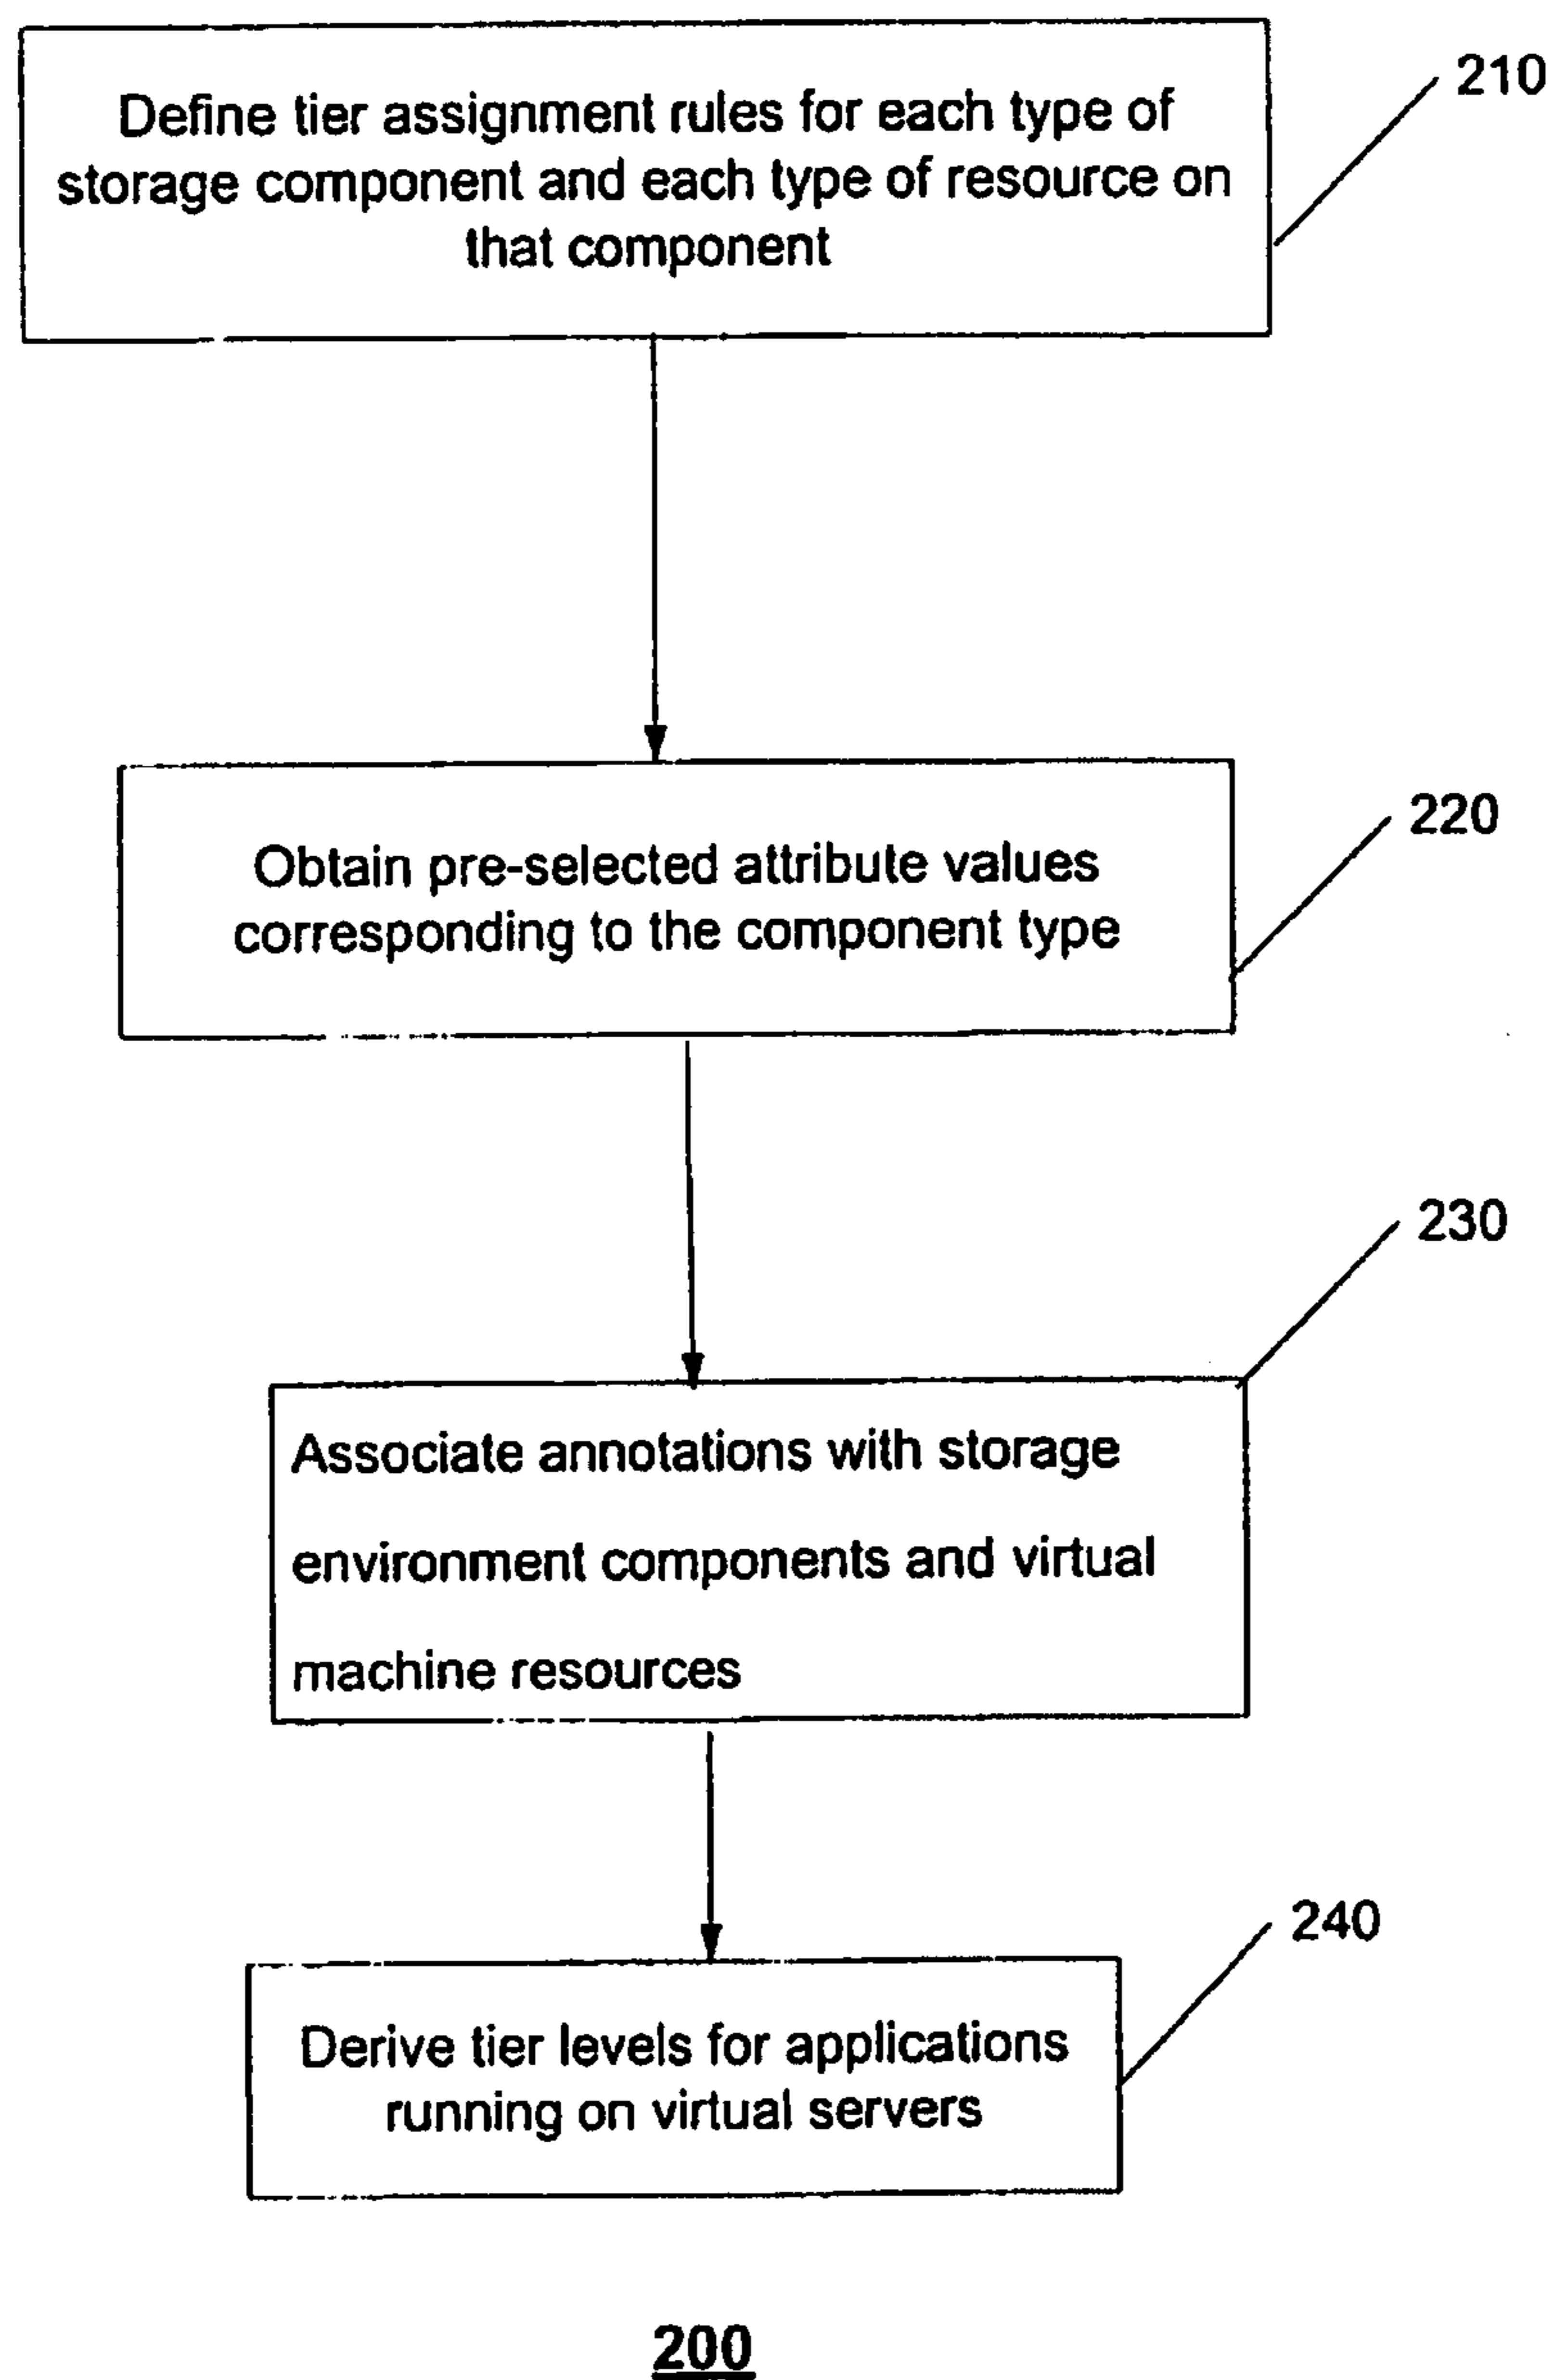 Define tier assignment rules for each type of
storage component and each type of resource on
that component
210
Obtain pre-selected attribute values
corresponding to the component type
220
230
Associate annotations with storage
environment components and virtual
machine resources
240
Derive tier levels for applications
running on virtual servers
200